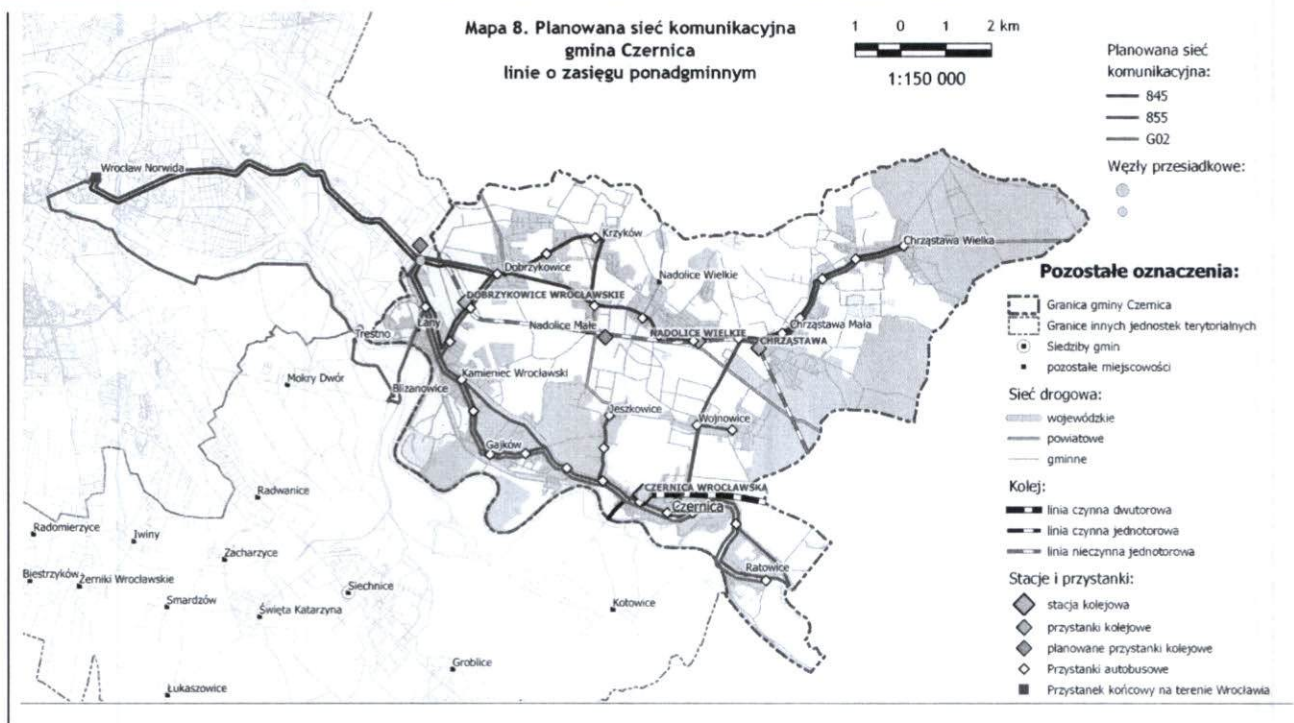 Mapa 8. Planowana sieć komunikacyjna
gmina Czernica
linie o zasięgu ponadgminnym
1 0 1 2 km
1:150 000
Planowana sieć
komunikacyjna:
845
855
G02
Węzły przesiadkowe:
Pozostałe oznaczenia:
Granica gminy Czernica
Granice innych jednostek terytorialnych
Siedziby gmin
pozostałe miejscowości
Sieć drogowa:
wojewódzkie
powiatowe
gminne
Kolej:
linia czynna dwutorowa
linia czynna jednotorowa
linia nieczynna jednotorowa
Stacje i przystanki:
stacja kolejowa
przystanki kolejowe
planowane przystanki kolejowe
Przystanki autobusowe
Przystanek końcowy na terenie Wrocławia
Wrocław Norwida
Krzyków
Chrząstawa Wielka
Dobrzykowice
Nadolice Wielkie
DOBRZYKOWICE WROCŁAWSKIE
Łany
Nadolice Małe
NADOLICE WIELKIE
Chrząstawa Mała
CHRZĄSTAWA
Trestno
Mokry Dwór
Blizanowice
Kamieniec Wrocławski
Jeszkowice
Wojnowice
Gajków
CZERNICA WROCŁAWSKA
Czernica
Radwanice
Radomierzyce
Iwiny
Zacharzyce
Ratowice
Biestrzyków
Żerniki Wrocławskie
Siechnice
Smardzów
Święta Katarzyna
Kotowice
Groblice
Łukaszowice